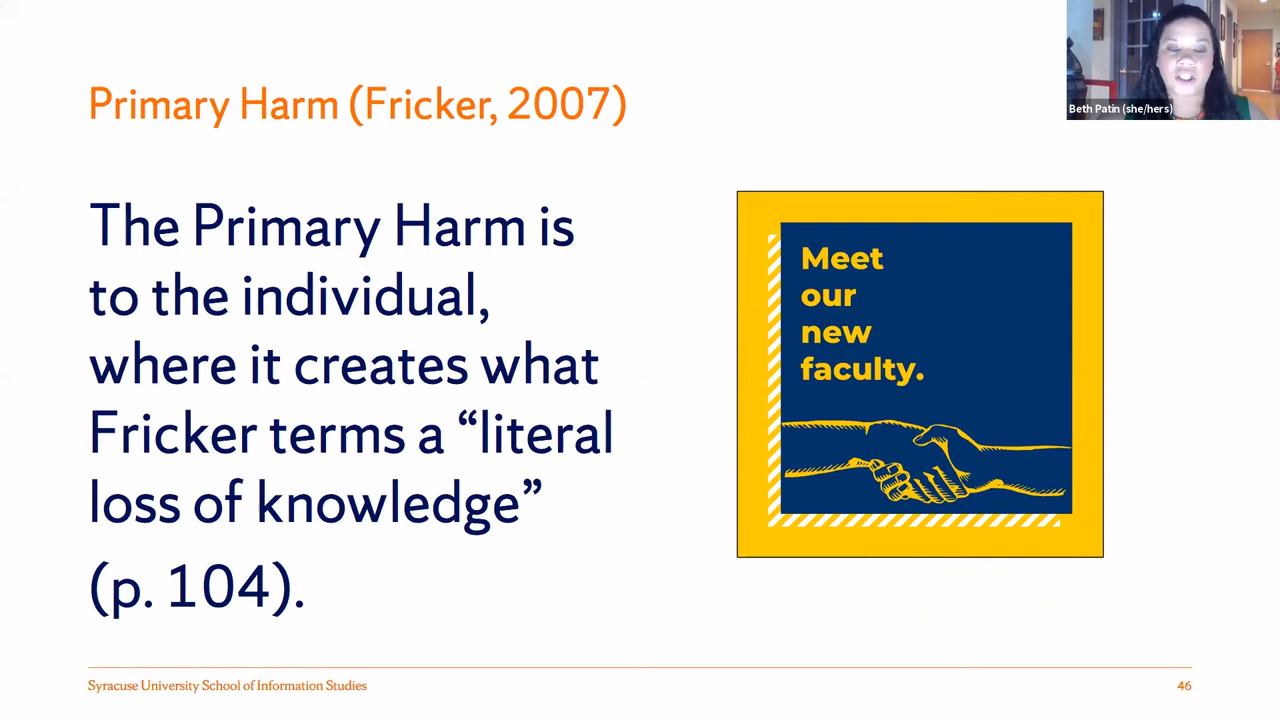 Primary Harm (Fricker, 2007)
Beth Patin (she/hers)
The Primary Harm is
to the individual,
where it creates what
Fricker terms a “literal
loss of knowledge”
(p. 104).
Meet
our
new
faculty.
Syracuse University School of Information Studies
46